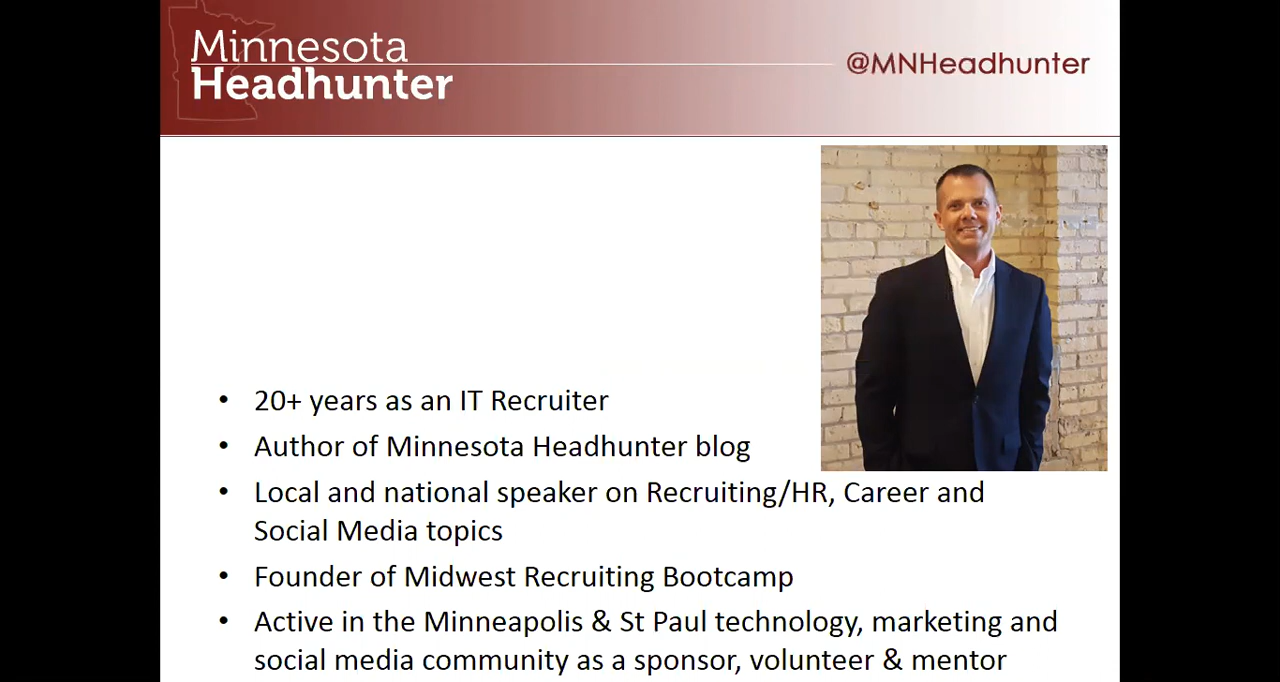 Minnesota
Headhunter
@MNHeadhunter
• 20+ years as an IT Recruiter
• Author of Minnesota Headhunter blog
• Local and national speaker on Recruiting/HR, Career and
Social Media topics
• Founder of Midwest Recruiting Bootcamp
• Active in the Minneapolis & St Paul technology, marketing and
social media community as a sponsor, volunteer & mentor